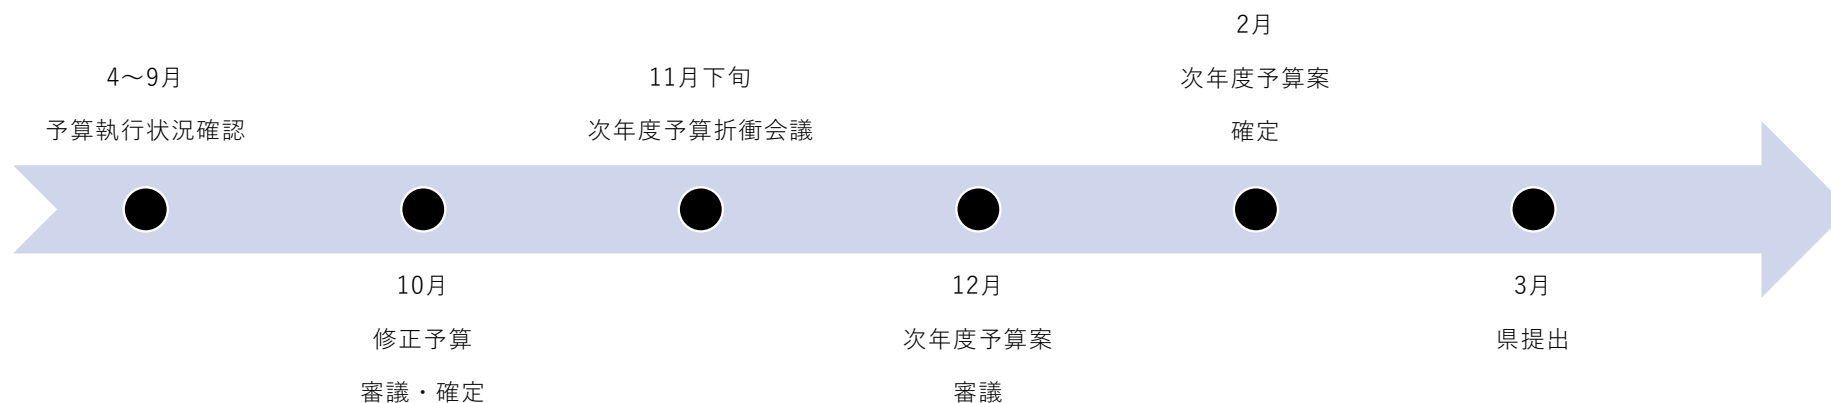 4～9月
予算執行状況確認
10月
修正予算
審議・確定
11月下旬
次年度予算折衝会議
12月
次年度予算案
審議
2月
次年度予算案
確定
3月
県提出